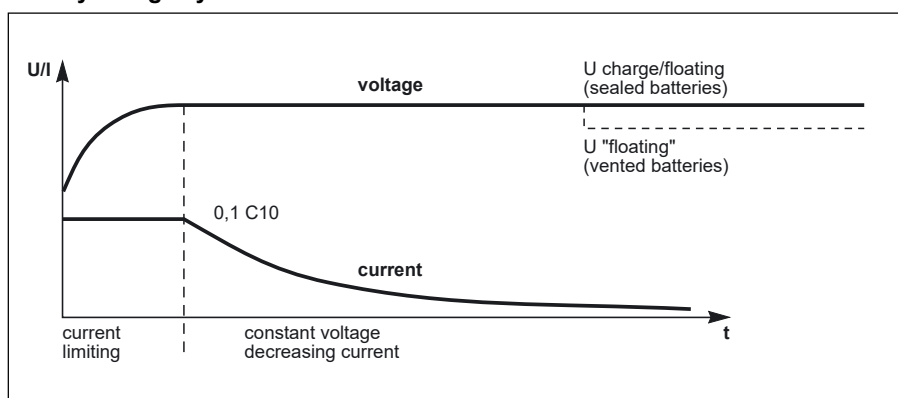 U/I
voltage
U charge/floating
(sealed batteries)
U "floating"
(vented batteries)
0,1 C10
current
current
limiting
constant voltage
decreasing current
t